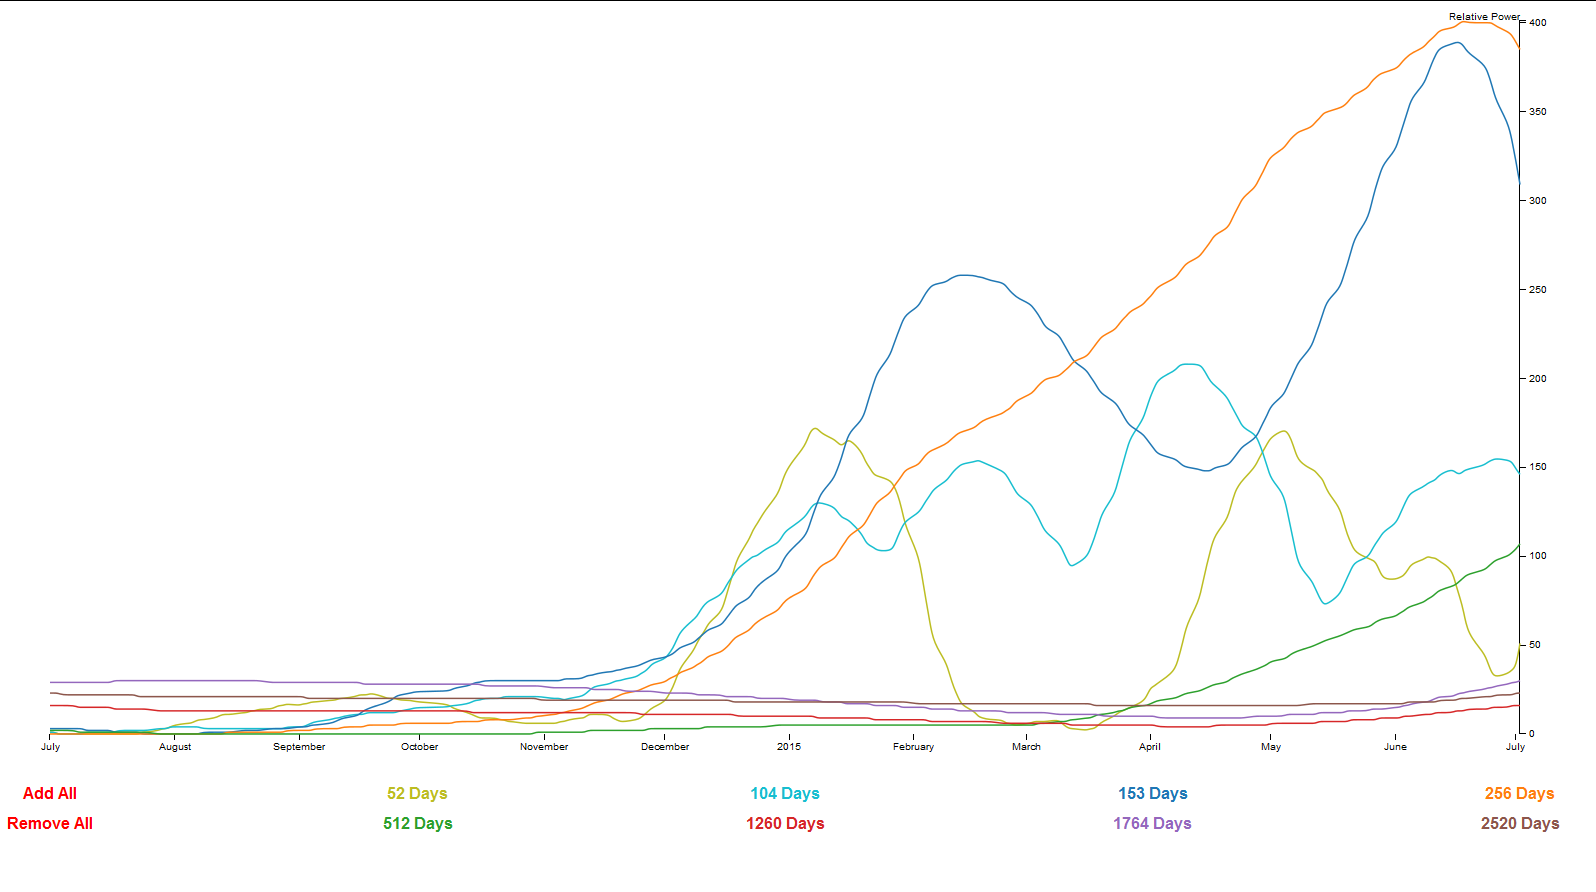 Relative Power
400
350
300
250
200
150
100
50
0
July August September October November December 2015 February March April May June July
Add All 52 Days 104 Days 153 Days 256 Days
Remove All 512 Days 1260 Days 1764 Days 2520 Days